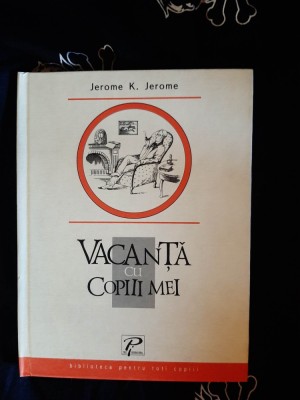 Jerome K. Jerome
VACANȚĂ
CU
COPIII MEI
P
biblioteca pentru toți copiii